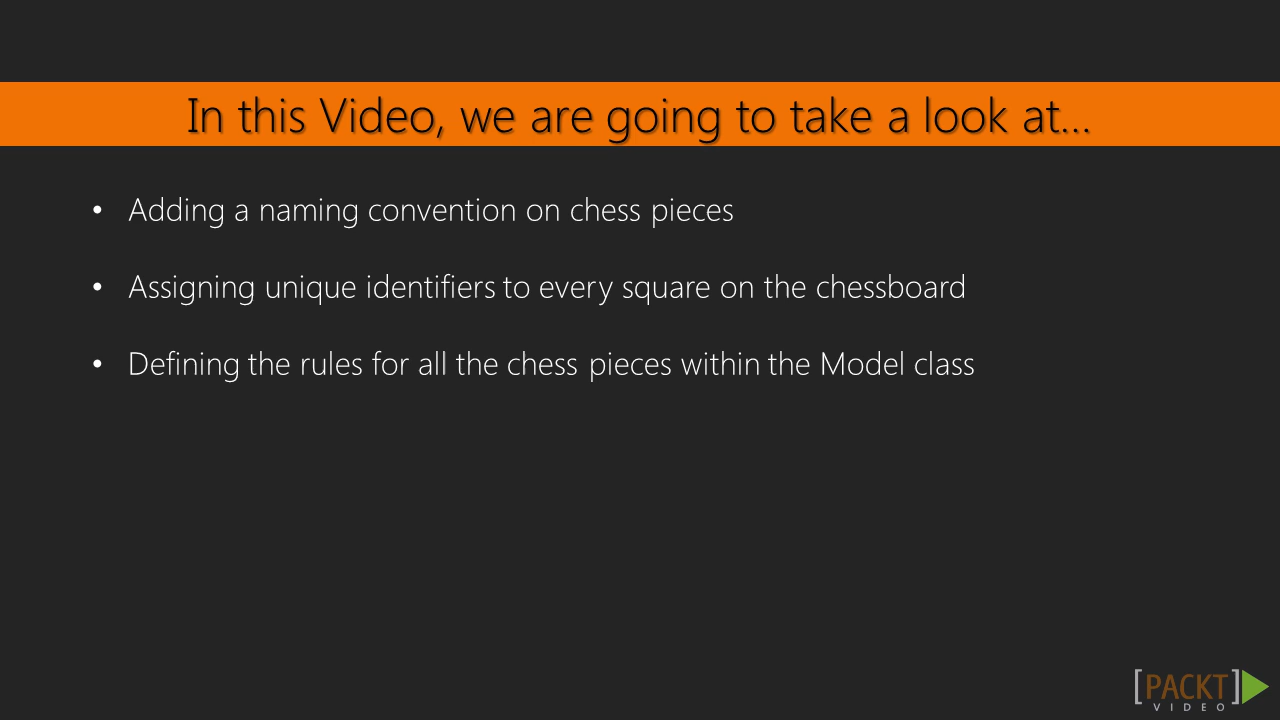 In this Video, we are going to take a look at...
• Adding a naming convention on chess pieces
• Assigning unique identifiers to every square on the chessboard
• Defining the rules for all the chess pieces within the Model class
[PACKT]
VIDEO